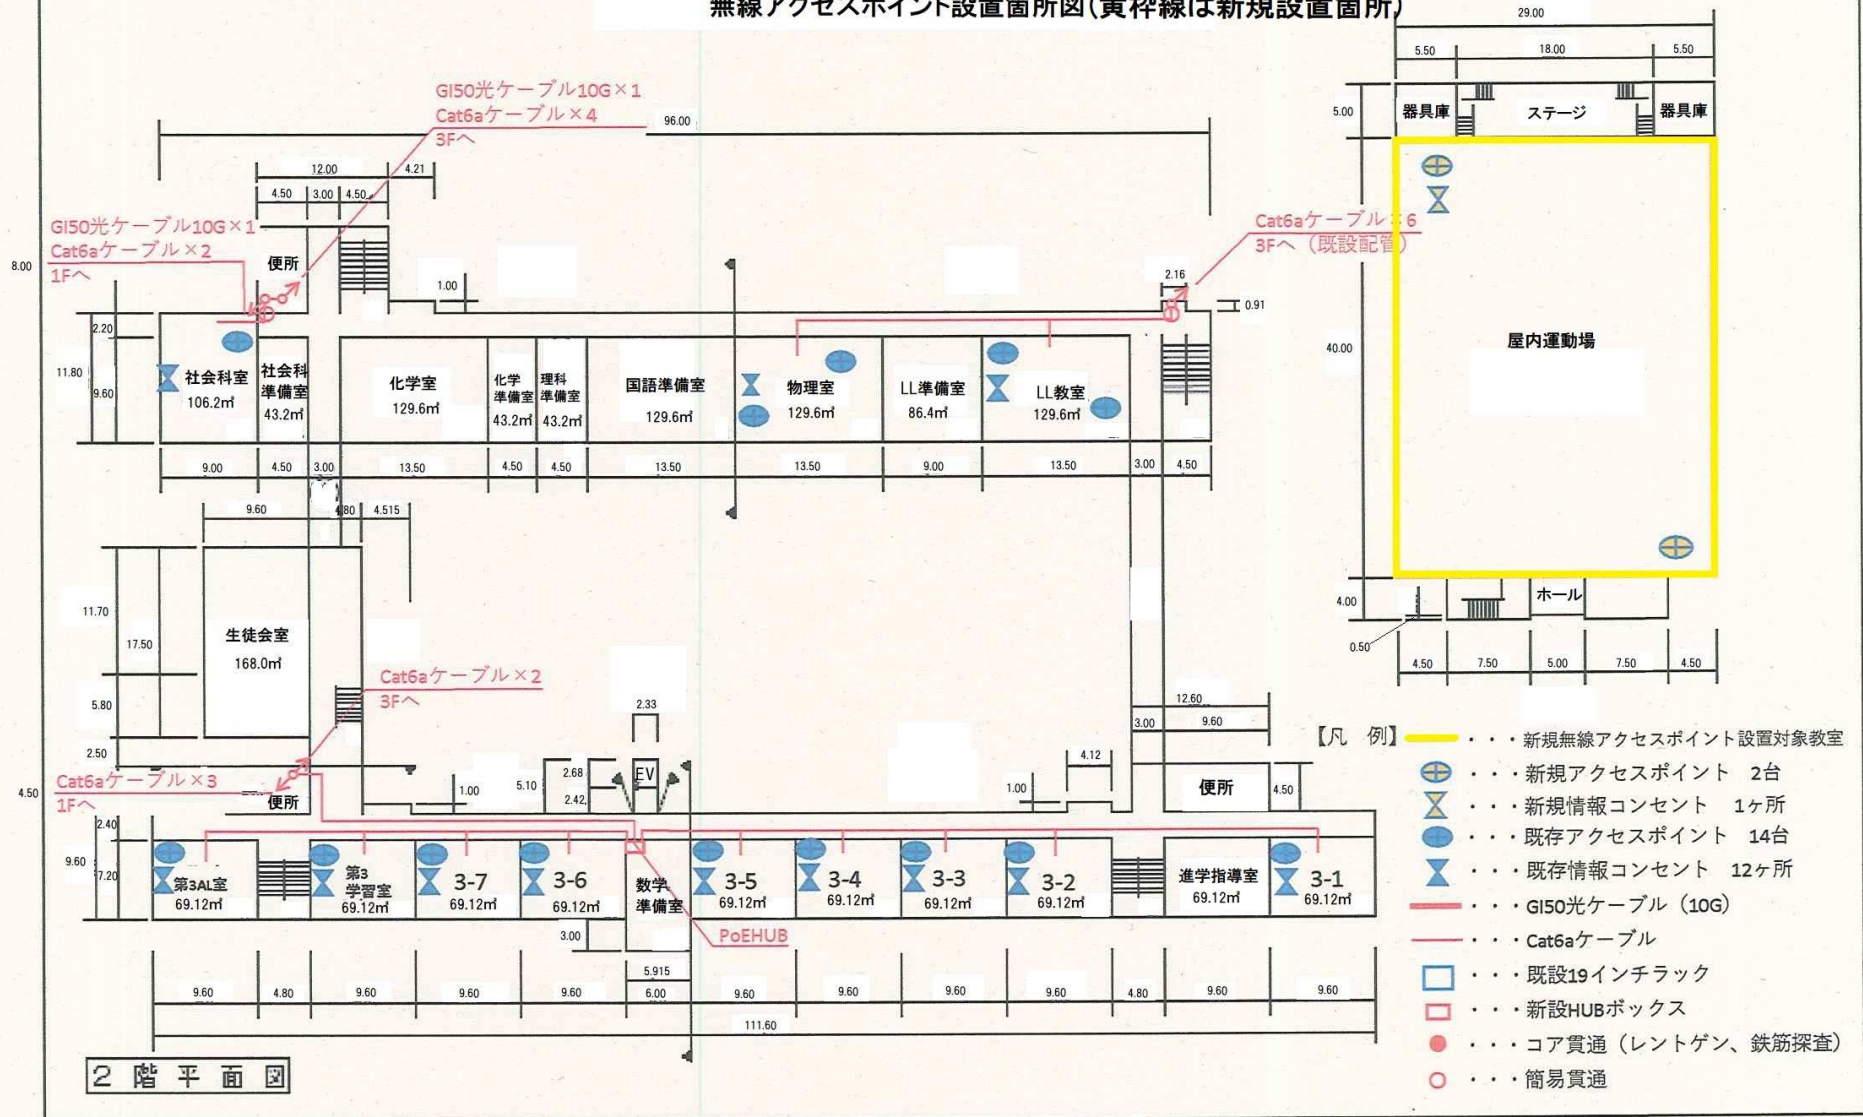 無線アクセスポイント設置箇所図(黄枠線は新規設置箇所)
29.00
5.50 18.00 5.50
5.00
器具庫 ステージ 器具庫
GI50光ケーブル10G×1
Cat6aケーブル×4
3Fへ
96.00
12.00 4.21
4.50 3.00 4.50
GI50光ケーブル10G×1
Cat6aケーブル×2
1Fへ
Cat6aケーブル×6
3Fへ(既設配管)
8.00
便所
1.00
2.16
0.91
2.20
11.80
9.60
社会科室
106.2㎡
社会科
準備室
43.2㎡
化学室
129.6㎡
化学
準備室
43.2㎡
理科
準備室
43.2㎡
国語準備室
129.6㎡
物理室
129.6㎡
LL準備室
86.4㎡
LL教室
129.6㎡
40.00
屋内運動場
9.00 4.50 3.00 13.50 4.50 4.50 13.50 13.50 9.00 13.50 3.00 4.50
9.60 4.80 4.515
11.70
17.50
5.80
2.50
生徒会室
168.0㎡
Cat6aケーブル×2
3Fへ
4.00
ホール
0.50
4.50 7.50 5.00 7.50 4.50
2.33
12.60
3.00 9.60
4.12
Cat6aケーブル×3
1Fへ
4.50
便所
1.00
5.10
2.68
2.42
EV
1.00
便所
4.50
2.40
9.60
7.20
第3AL室
69.12㎡
第3
学習室
69.12㎡
3-7
69.12㎡
3-6
69.12㎡
数学
準備室
3-5
69.12㎡
3-4
69.12㎡
3-3
69.12㎡
3-2
69.12㎡
進学指導室
69.12㎡
3-1
69.12㎡
3.00
PoEHUB
5.915
9.60 4.80 9.60 9.60 9.60 6.00 9.60 9.60 9.60 9.60 4.80 9.60 9.60
111.60
2階平面図
【凡 例】
・・・新規無線アクセスポイント設置対象教室
・・・新規アクセスポイント 2台
・・・新規情報コンセント 1ヶ所
・・・既存アクセスポイント 14台
・・・既存情報コンセント 12ヶ所
・・・GI50光ケーブル(10G)
・・・Cat6aケーブル
・・・既設19インチラック
・・・新設HUBボックス
・・・コア貫通(レントゲン、鉄筋探査)
・・・簡易貫通